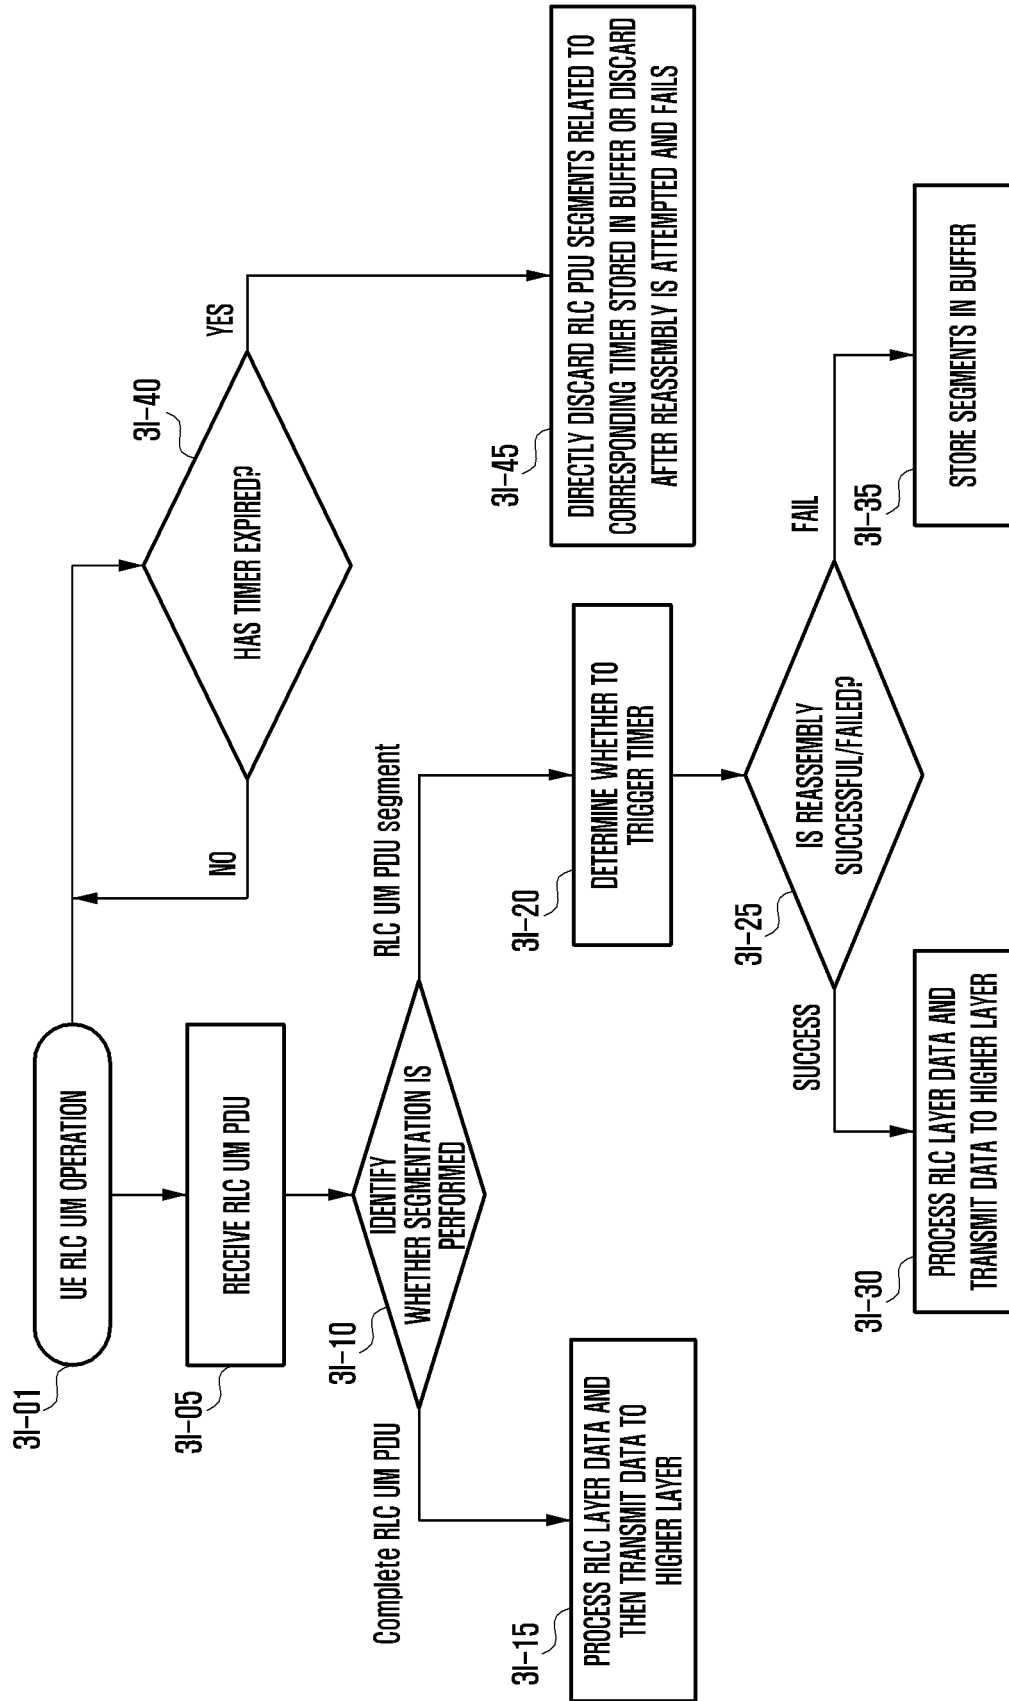 3I-01
UE RLC UM OPERATION
3I-05
RECEIVE RLC UM PDU
3I-10
IDENTIFY
WHETHER SEGMENTATION IS
PERFORMED
Complete RLC UM PDU
RLC UM PDU segment
3I-15
PROCESS RLC LAYER DATA AND
THEN TRANSMIT DATA TO
HIGHER LAYER
3I-20
DETERMINE WHETHER TO
TRIGGER TIMER
3I-25
IS REASSEMBLY
SUCCESSFUL/FAILED?
SUCCESS
FAIL
3I-30
PROCESS RLC LAYER DATA AND
TRANSMIT DATA TO HIGHER LAYER
3I-35
STORE SEGMENTS IN BUFFER
3I-40
HAS TIMER EXPIRED?
NO
YES
3I-45
DIRECTLY DISCARD RLC PDU SEGMENTS RELATED TO
CORRESPONDING TIMER STORED IN BUFFER OR DISCARD
AFTER REASSEMBLY IS ATTEMPTED AND FAILS